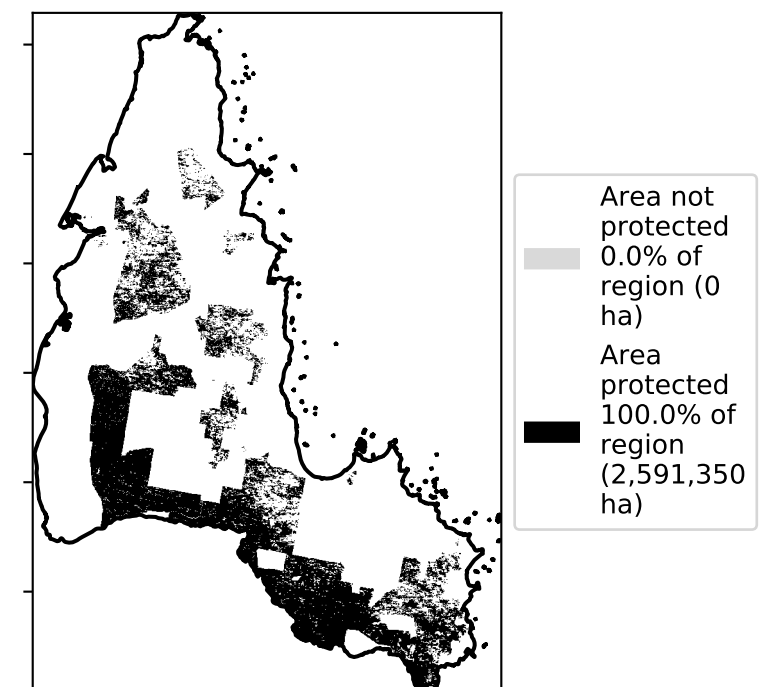 Area not
protected
0.0% of
region (0
ha)
Area
protected
100.0% of
region
(2,591,350
ha)